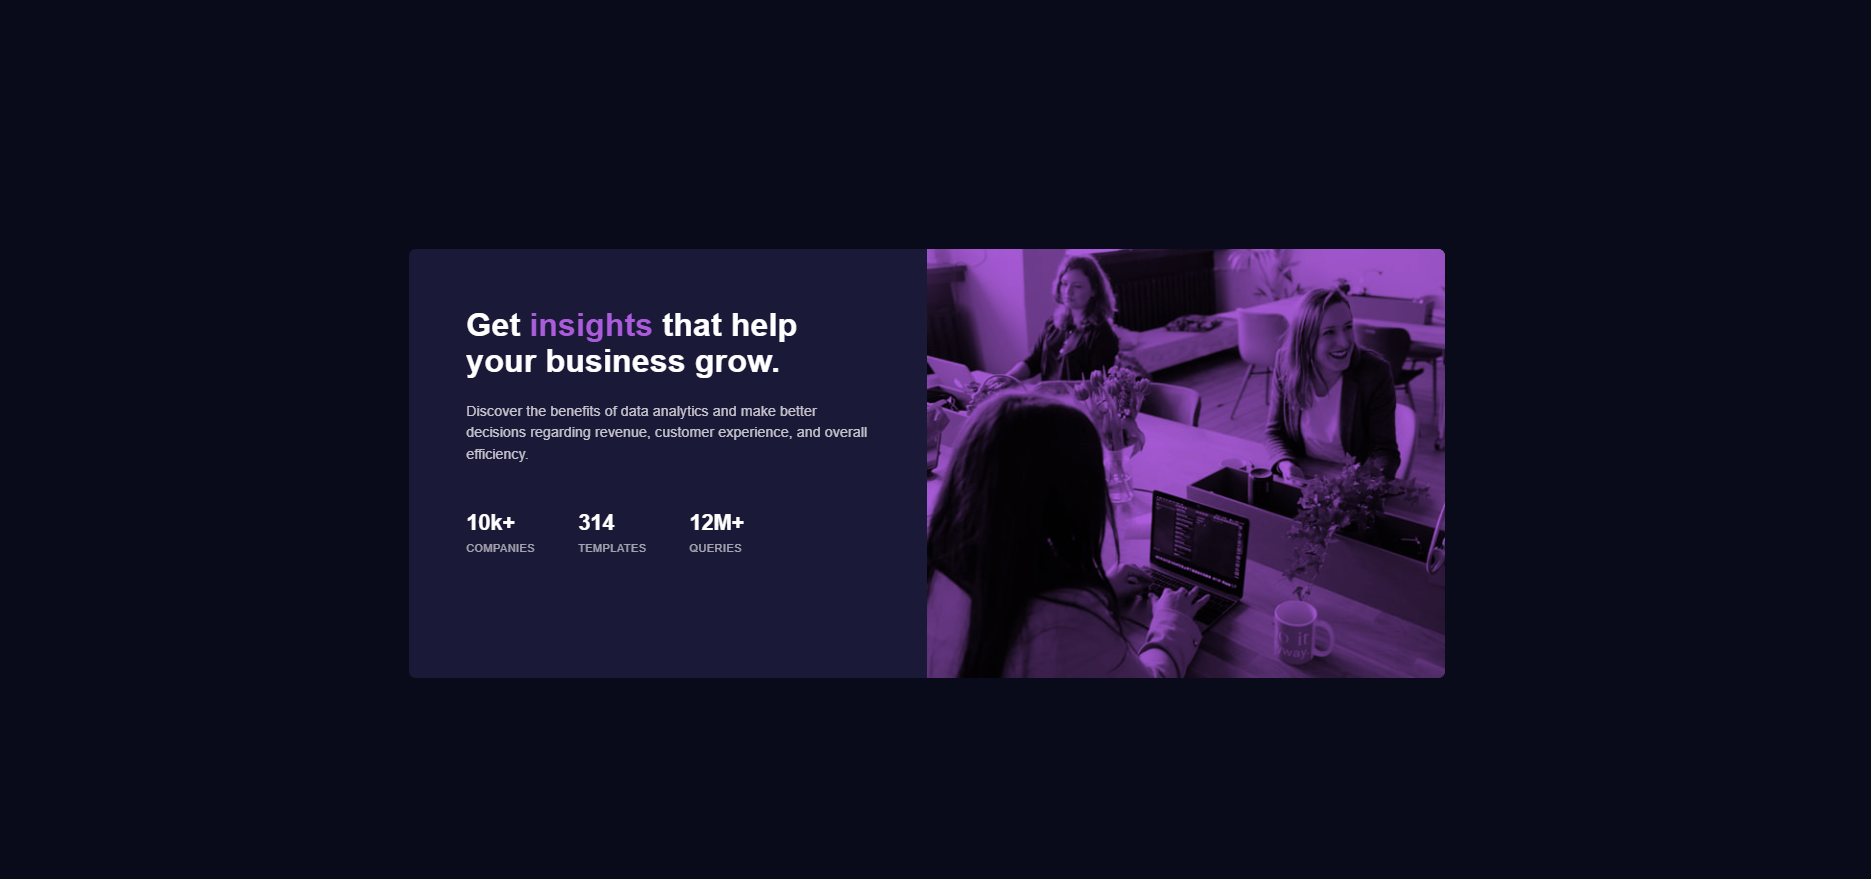 Get insights that help
your business grow.
Discover the benefits of data analytics and make better
decisions regarding revenue, customer experience, and overall
efficiency.
10k+ 314 12M+
COMPANIES TEMPLATES QUERIES